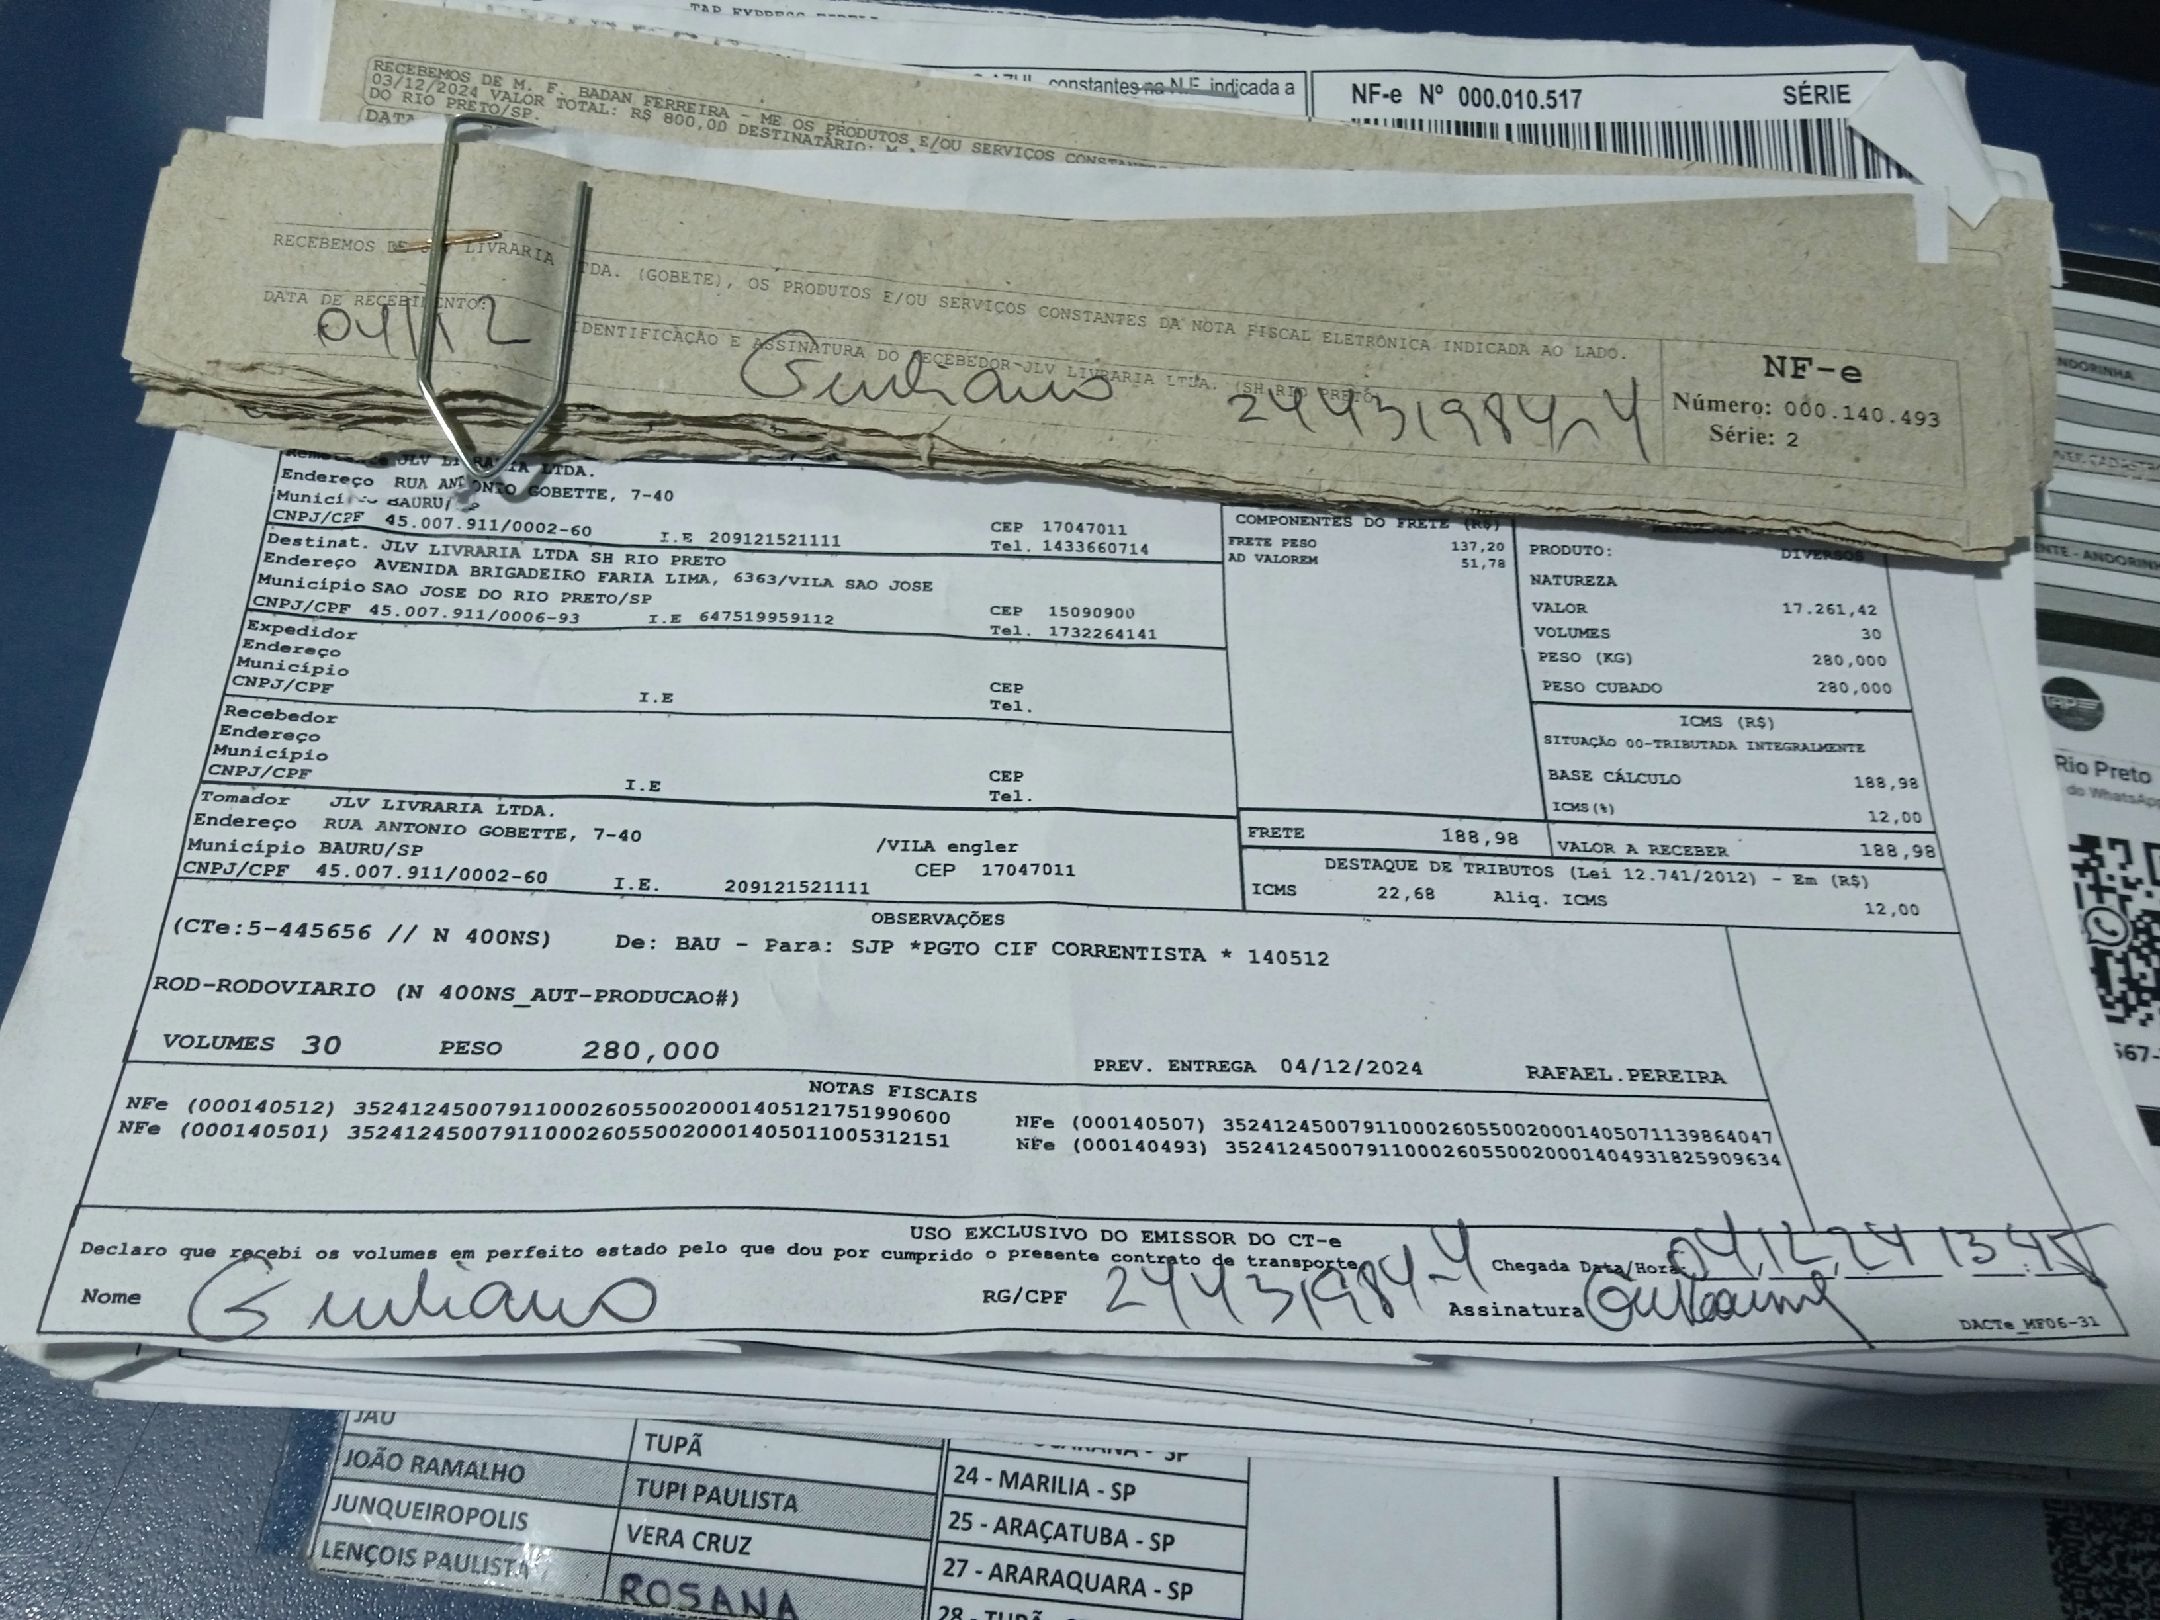 TAP EXPRESS
constantes na N.F. indicada a
NF-e Nº 000.010.517
SÉRIE
RECEBEMOS DE M. F. BADAN FERREIRA - ME OS PRODUTOS E/OU SERVIÇOS
03/12/2024 VALOR TOTAL: R$ 800,00 DESTINATÁRIO:
DO RIO PRETO/SP.
DATA
RECEBEMOS DE LIVRARIA LTDA. (GOBETE), OS PRODUTOS E/OU SERVIÇOS CONSTANTES DA NOTA FISCAL ELETRÔNICA INDICADA AO LADO.
DATA DE RECEBIMENTO:
04/12
IDENTIFICAÇÃO E ASSINATURA DO RECEBEDOR-JLV LIVRARIA LTDA. (SH RIO PRETO
Giuliano
24431984-4
NF-e
Número: 000.140.493
Série: 2
JLV LIVRARIA LTDA.
Endereço RUA ANTONIO GOBETTE, 7-40
Município BAURU/SP
CNPJ/CPF 45.007.911/0002-60 I.E 209121521111
CEP 17047011
Tel. 1433660714
Destinat. JLV LIVRARIA LTDA SH RIO PRETO
Endereço AVENIDA BRIGADEIRO FARIA LIMA, 6363/VILA SAO JOSE
Município SAO JOSE DO RIO PRETO/SP
CNPJ/CPF 45.007.911/0006-93 I.E 647519959112
CEP 15090900
Tel. 1732264141
Expedidor
Endereço
Município
CNPJ/CPF I.E
CEP
Tel.
Recebedor
Endereço
Município
CNPJ/CPF I.E
CEP
Tel.
Tomador JLV LIVRARIA LTDA.
Endereço RUA ANTONIO GOBETTE, 7-40 /VILA engler
Município BAURU/SP CEP 17047011
CNPJ/CPF 45.007.911/0002-60 I.E. 209121521111
COMPONENTES DO FRETE (R$)
FRETE PESO 137,20
AD VALOREM 51,78
PRODUTO: DIVERSOS
NATUREZA
VALOR 17.261,42
VOLUMES 30
PESO (KG) 280,000
PESO CUBADO 280,000
ICMS (R$)
SITUAÇÃO 00-TRIBUTADA INTEGRALMENTE
BASE CÁLCULO 188,98
ICMS(%) 12,00
FRETE 188,98
VALOR A RECEBER 188,98
DESTAQUE DE TRIBUTOS (Lei 12.741/2012) - Em (R$)
ICMS 22,68 Aliq. ICMS 12,00
OBSERVAÇÕES
(CTe:5-445656 // N 400NS) De: BAU - Para: SJP *PGTO CIF CORRENTISTA * 140512
ROD-RODOVIARIO (N 400NS_AUT-PRODUCAO#)
VOLUMES 30 PESO 280,000
PREV. ENTREGA 04/12/2024 RAFAEL.PEREIRA
NOTAS FISCAIS
NFe (000140512) 35241245007911000260550020001405121751990600
NFe (000140507) 35241245007911000260550020001405071139864047
NFe (000140501) 35241245007911000260550020001405011005312151
NFe (000140493) 35241245007911000260550020001404931825909634
USO EXCLUSIVO DO EMISSOR DO CT-e
Declaro que recebi os volumes em perfeito estado pelo que dou por cumprido o presente contrato de transporte
Chegada Data/Hora: 04/12/24 13:45
Nome Giuliano
RG/CPF 24431984-4
Assinatura
DACTe_MF06-31
JAÚ
JOÃO RAMALHO
JUNQUEIROPOLIS
LENÇOIS PAULISTA
TUPÃ
TUPI PAULISTA
VERA CRUZ
ROSANA
24 - MARILIA - SP
25 - ARAÇATUBA - SP
27 - ARARAQUARA - SP
28 - TUPÃ
ANDORINHA
Rio Preto
do WhatsApp